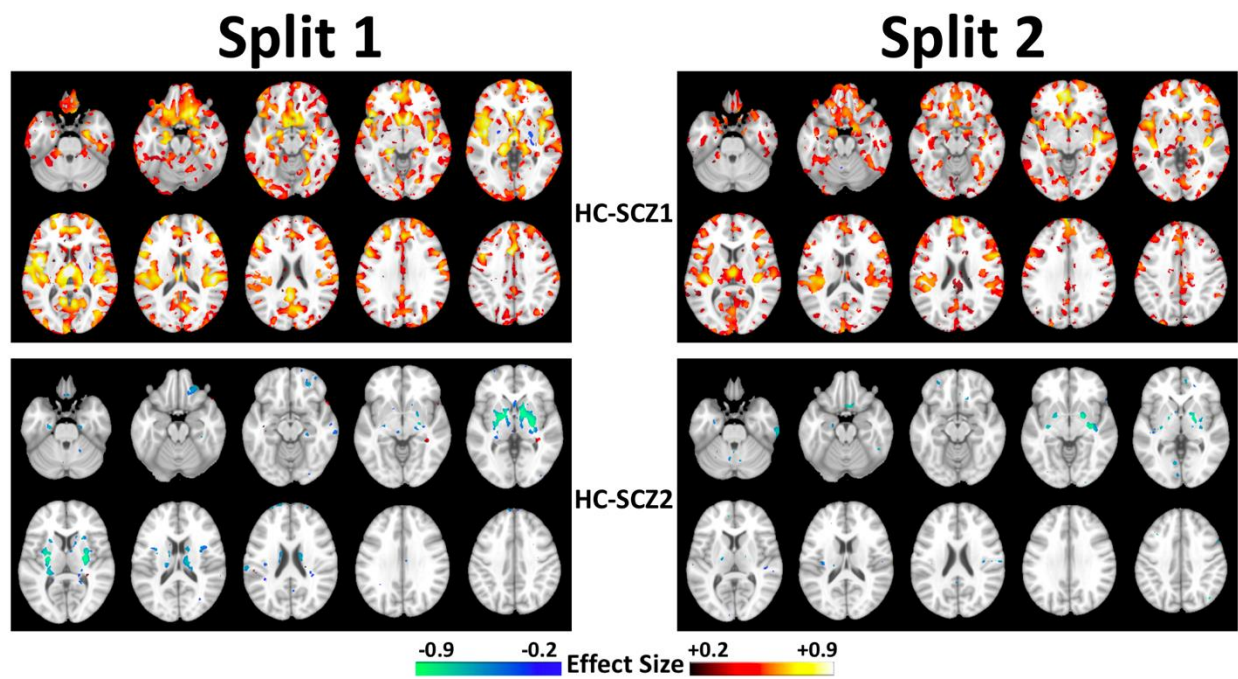 Split 1
Split 2
HC-SCZ1
HC-SCZ2
-0.9 -0.2 Effect Size +0.2 +0.9